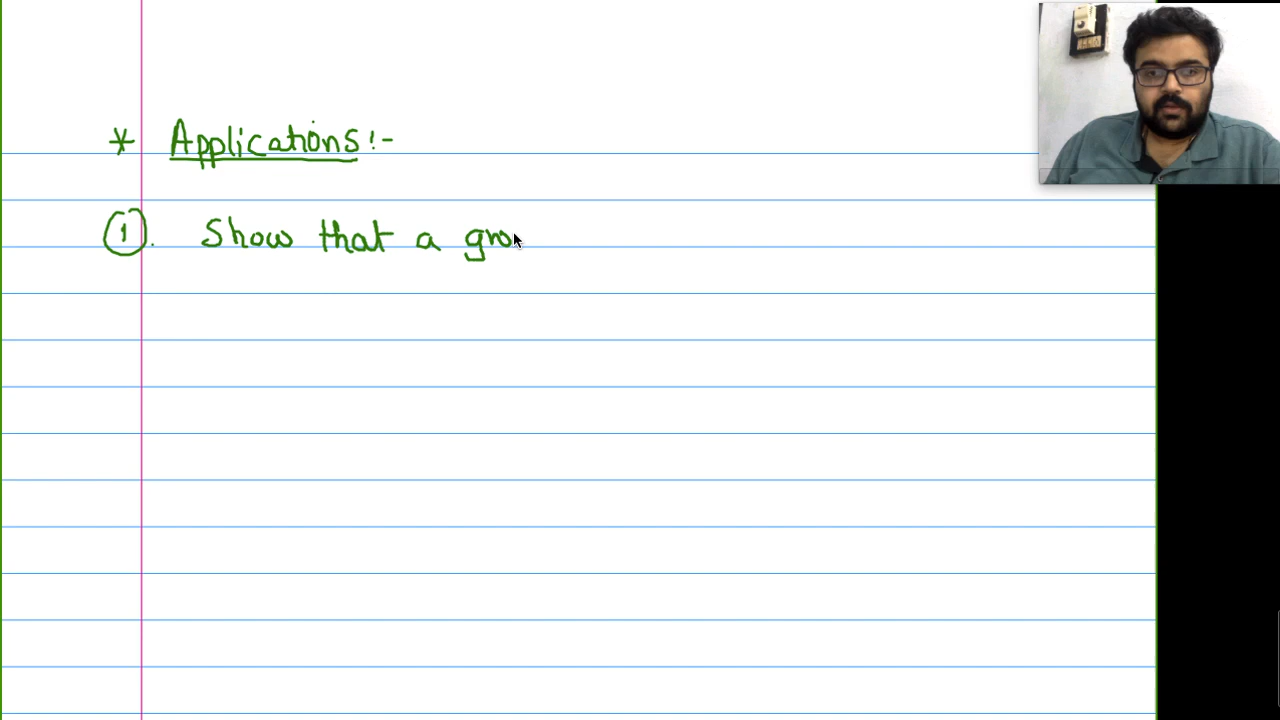 * Applications :-
①. Show that a gro